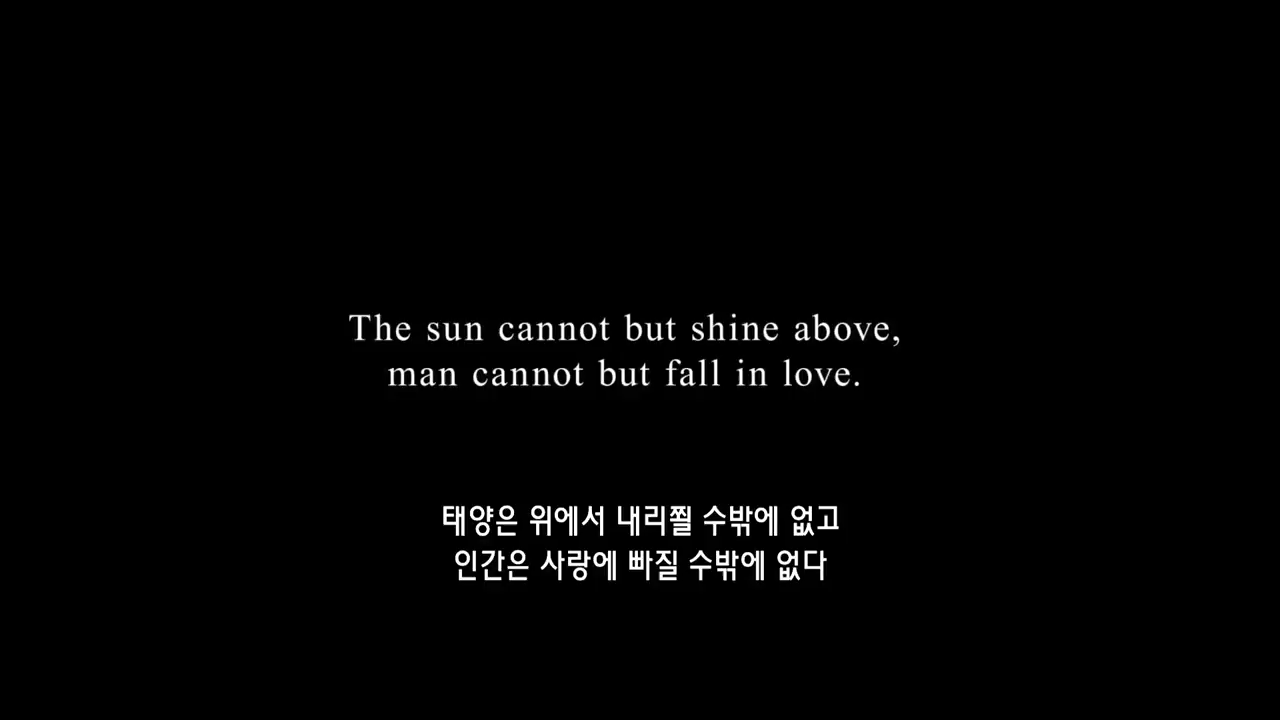 The sun cannot but shine above,
man cannot but fall in love.
태양은 위에서 내리쬘 수밖에 없고
인간은 사랑에 빠질 수밖에 없다